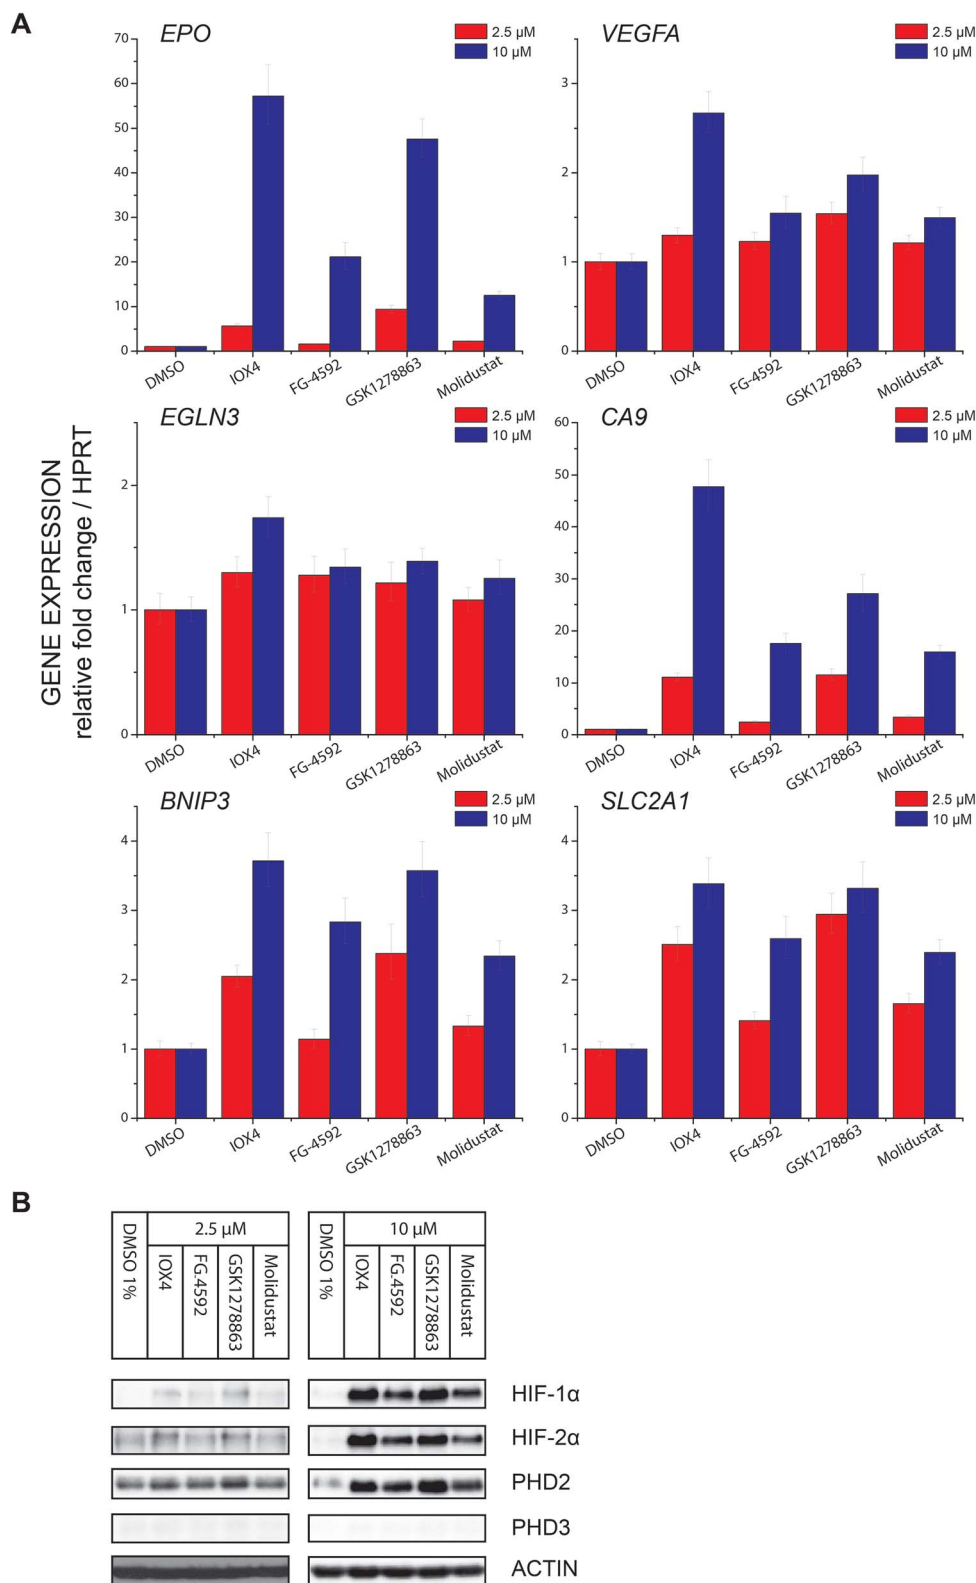 A
EPO
2.5 μM
10 μM
70
60
50
40
30
20
10
0
DMSO
IOX4
FG-4592
GSK1278863
Molidustat
VEGFA
2.5 μM
10 μM
3
2
1
0
DMSO
IOX4
FG-4592
GSK1278863
Molidustat
GENE EXPRESSION
relative fold change / HPRT
EGLN3
2.5 μM
10 μM
2
1
0
DMSO
IOX4
FG-4592
GSK1278863
Molidustat
CA9
2.5 μM
10 μM
60
50
40
30
20
10
0
DMSO
IOX4
FG-4592
GSK1278863
Molidustat
BNIP3
2.5 μM
10 μM
4
3
2
1
0
DMSO
IOX4
FG-4592
GSK1278863
Molidustat
SLC2A1
2.5 μM
10 μM
4
3
2
1
0
DMSO
IOX4
FG-4592
GSK1278863
Molidustat
B
DMSO 1%
2.5 μM
IOX4
FG.4592
GSK1278863
Molidustat
DMSO 1%
10 μM
IOX4
FG.4592
GSK1278863
Molidustat
HIF-1α
HIF-2α
PHD2
PHD3
ACTIN